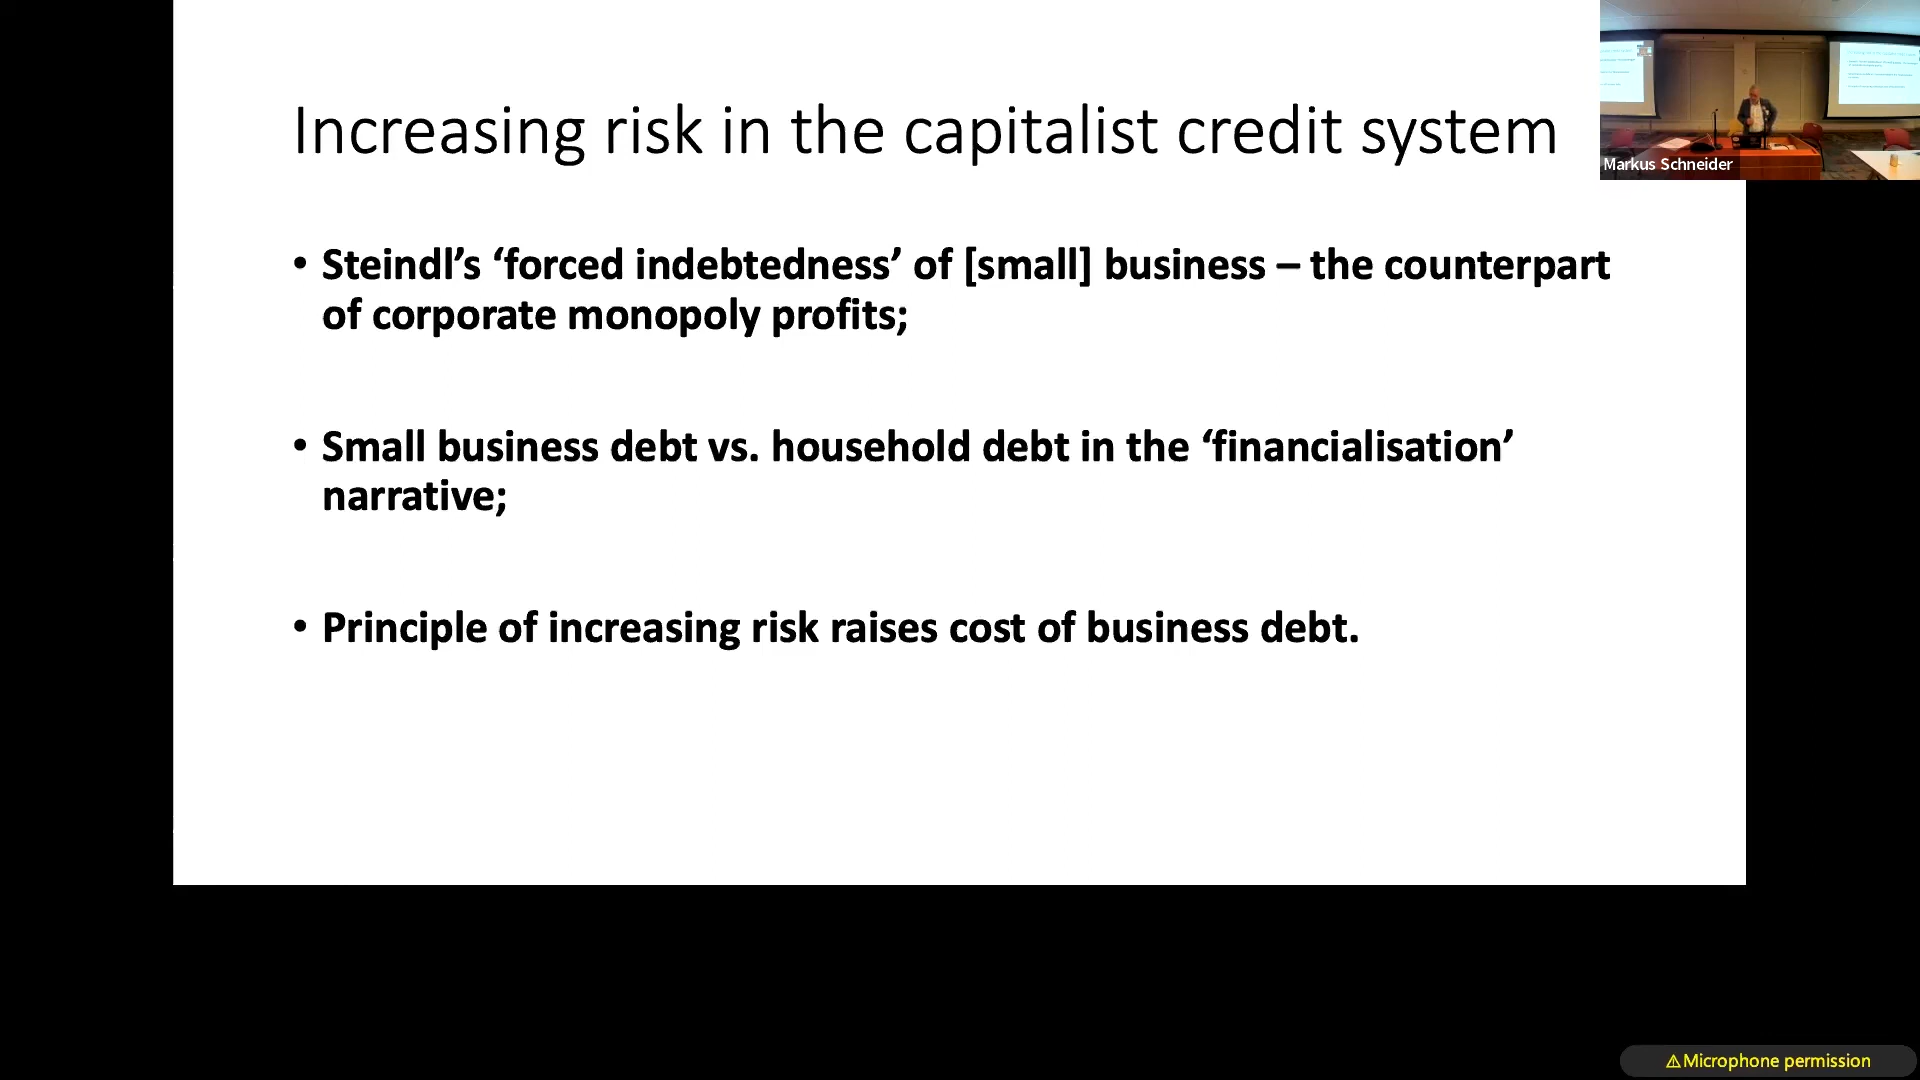 Increasing risk in the capitalist credit system
Markus Schneider
• Steindl’s ‘forced indebtedness’ of [small] business – the counterpart
of corporate monopoly profits;
• Small business debt vs. household debt in the ‘financialisation’
narrative;
• Principle of increasing risk raises cost of business debt.
⚠Microphone permission